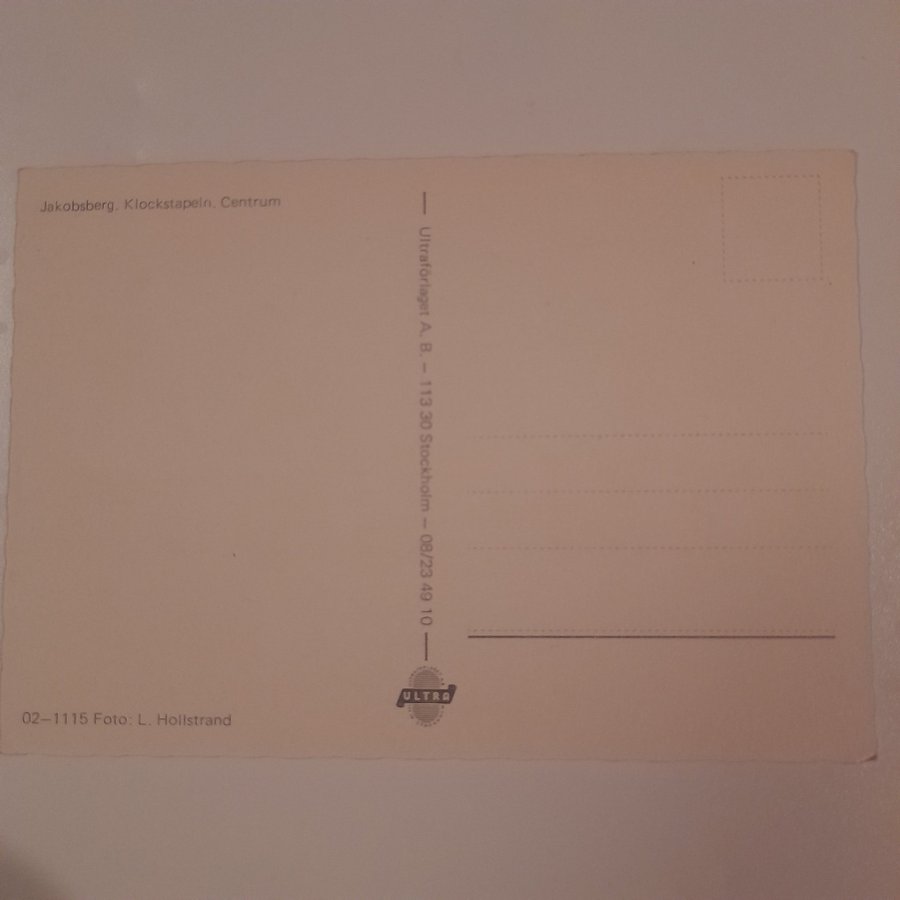 Jakobsberg. Klockstapeln. Centrum
Ultraförlaget A. B. — 113 30 Stockholm — 08/23 49 10
ULTRA
02—1115 Foto: L. Hollstrand